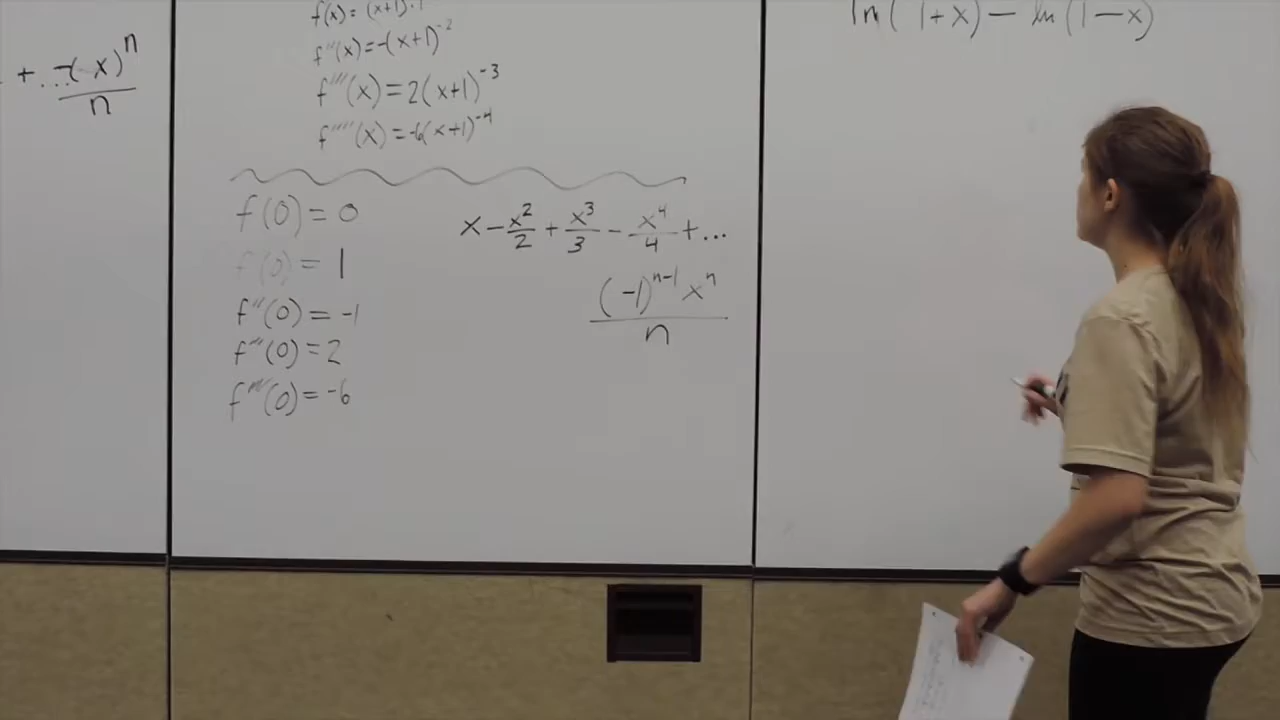 +...-(x)^n
n
f(x) = (x+1)^-1
f''(x) = -(x+1)^-2
f'''(x) = 2(x+1)^-3
f''''(x) = -6(x+1)^-4
f(0) = 0
f'(0) = 1
f''(0) = -1
f'''(0) = 2
f''''(0) = -6
x - x^2/2 + x^3/3 - x^4/4 + ...
(-1)^n-1 x^n
n
ln(1+x) - ln(1-x)